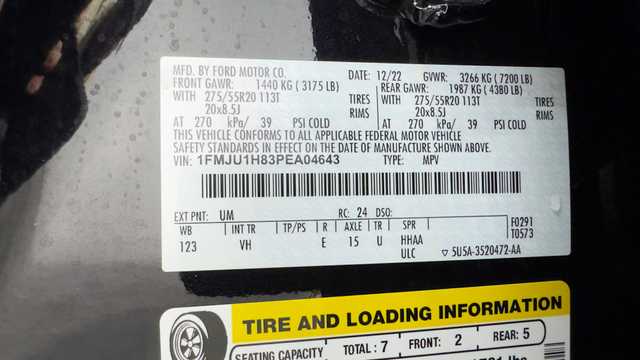 MFD. BY FORD MOTOR CO. DATE: 12/22 GVWR: 3266 KG (7200 LB)
FRONT GAWR: 1440 KG (3175 LB) REAR GAWR: 1987 KG (4380 LB)
WITH 275/55R20 113T TIRES WITH 275/55R20 113T TIRES
20x8.5J RIMS 20x8.5J RIMS
AT 270 kPa/ 39 PSI COLD AT 270 kPa/ 39 PSI COLD
THIS VEHICLE CONFORMS TO ALL APPLICABLE FEDERAL MOTOR VEHICLE
SAFETY STANDARDS IN EFFECT ON THE DATE OF MANUFACTURE SHOWN ABOVE.
VIN: 1FMJU1H83PEA04643 TYPE: MPV
EXT PNT: UM RC: 24 DSO:
WB INT TR TP/PS R AXLE TR SPR F0291
123 VH E 15 U HHAA T0573
ULC 5U5A-3520472-AA
TIRE AND LOADING INFORMATION
SEATING CAPACITY TOTAL: 7 FRONT: 2 REAR: 5